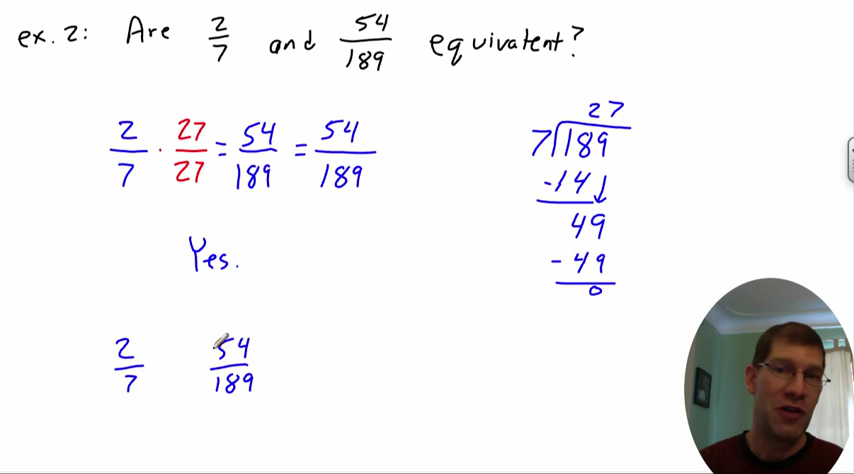 ex. 2: Are 2/7 and 54/189 equivalent?
2/7 · 27/27 = 54/189 = 54/189
Yes.
2/7 54/189
27
7)189
-14↓
49
-49
0